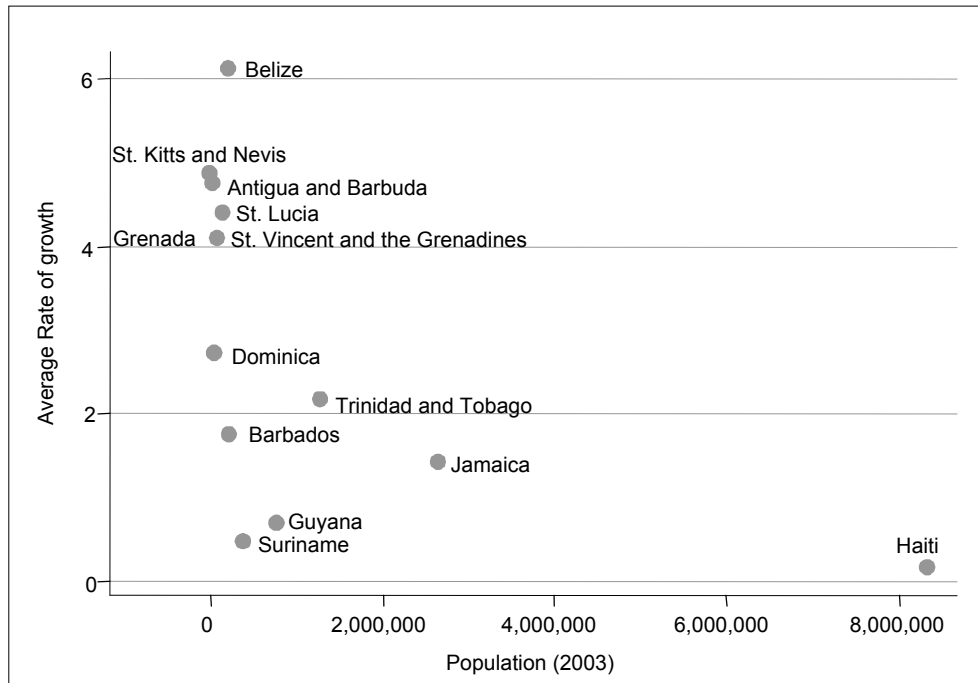 6
Belize
St. Kitts and Nevis
Antigua and Barbuda
St. Lucia
Grenada
St. Vincent and the Grenadines
4
Average Rate of growth
Dominica
Trinidad and Tobago
2
Barbados
Jamaica
Guyana
Suriname
Haiti
0
0
2,000,000
4,000,000
6,000,000
8,000,000
Population (2003)